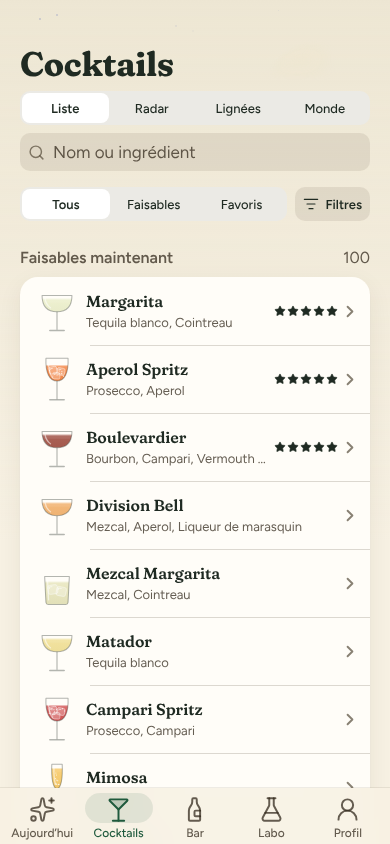 Cocktails
Liste Radar Lignées Monde
Nom ou ingrédient
Tous Faisables Favoris Filtres
Faisables maintenant 100
Margarita
Tequila blanco, Cointreau
Aperol Spritz
Prosecco, Aperol
Boulevardier
Bourbon, Campari, Vermouth ...
Division Bell
Mezcal, Aperol, Liqueur de marasquin
Mezcal Margarita
Mezcal, Cointreau
Matador
Tequila blanco
Campari Spritz
Prosecco, Campari
Mimosa
Aujourd'hui Cocktails Bar Labo Profil